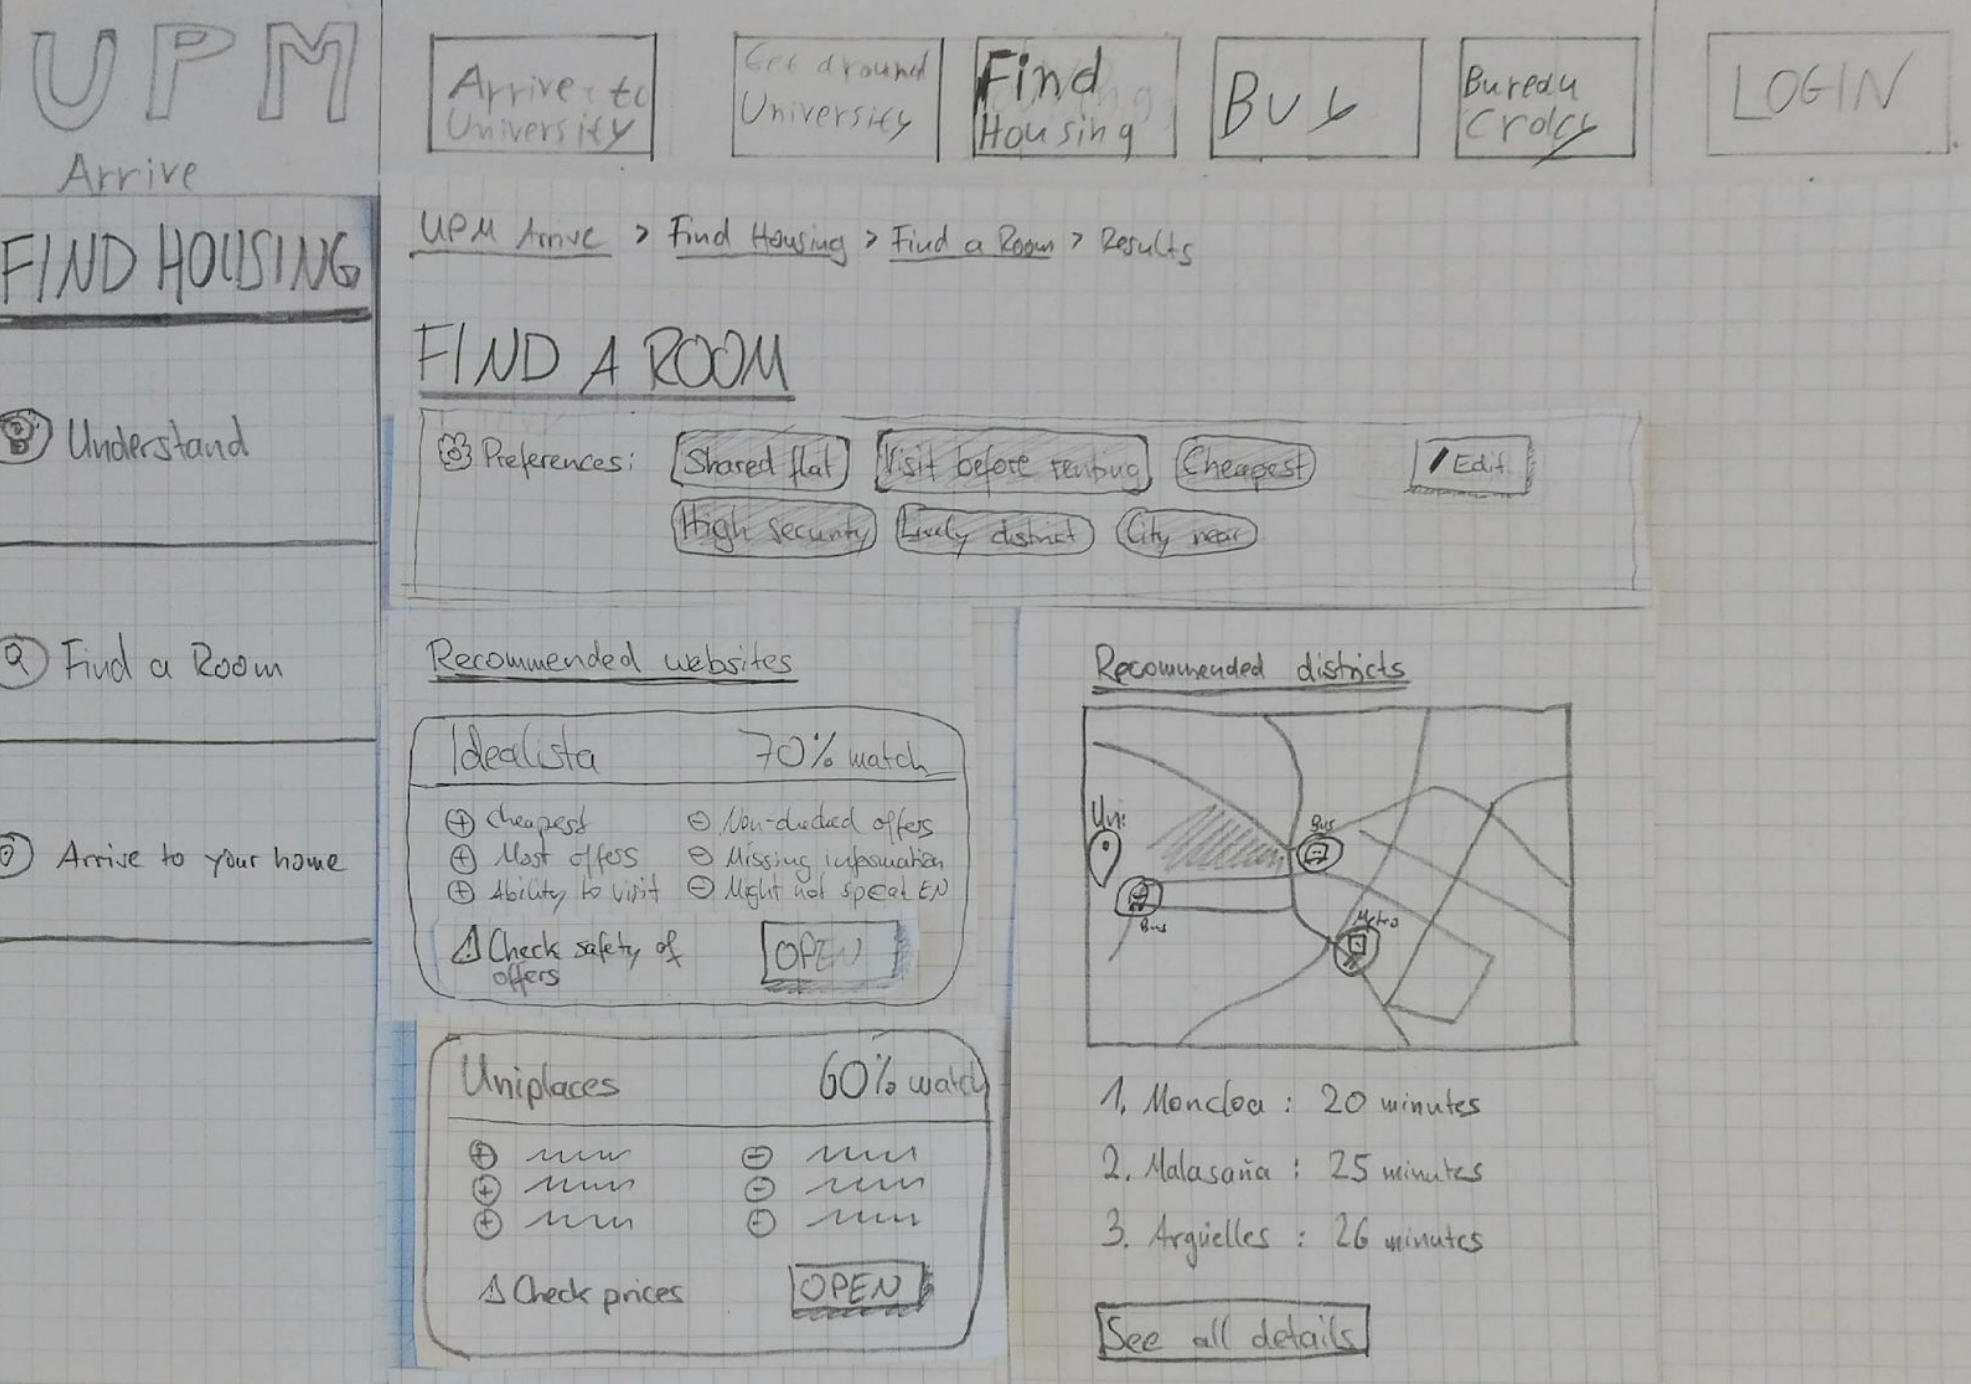 UPM
Arrive
Arrive to
University
Get around
University
Find
Housing
Buy
Bureau
Cracy
LOGIN
FIND HOUSING
Understand
Find a Room
Arrive to your home
UPM Arrive > Find Housing > Find a Room > Results
FIND A ROOM
Preferences: Shared flat Visit before renting Cheapest Edit
High security Lively district City near
Recommended websites
Idealista 70% match
+ Cheapest - Non-checked offers
+ Most offers - Missing information
+ Ability to visit - Might not speak EN
Check safety of
offers
OPEN
Uniplaces 60% match
Check prices OPEN
Recommended districts
Uni
Bus
Bus
Metro
1. Moncloa : 20 minutes
2. Malasaña : 25 minutes
3. Argüelles : 26 minutes
See all details